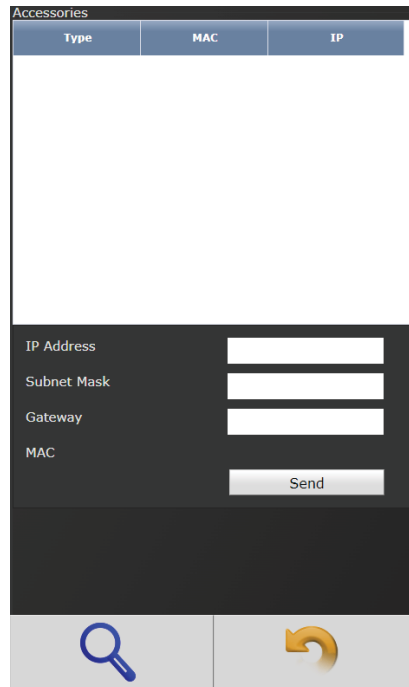 Accessories
Type MAC IP
IP Address
Subnet Mask
Gateway
MAC
Send